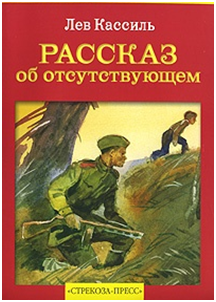 Лев Кассиль
РАССКАЗ
об отсутствующем
«СТРЕКОЗА-ПРЕСС»